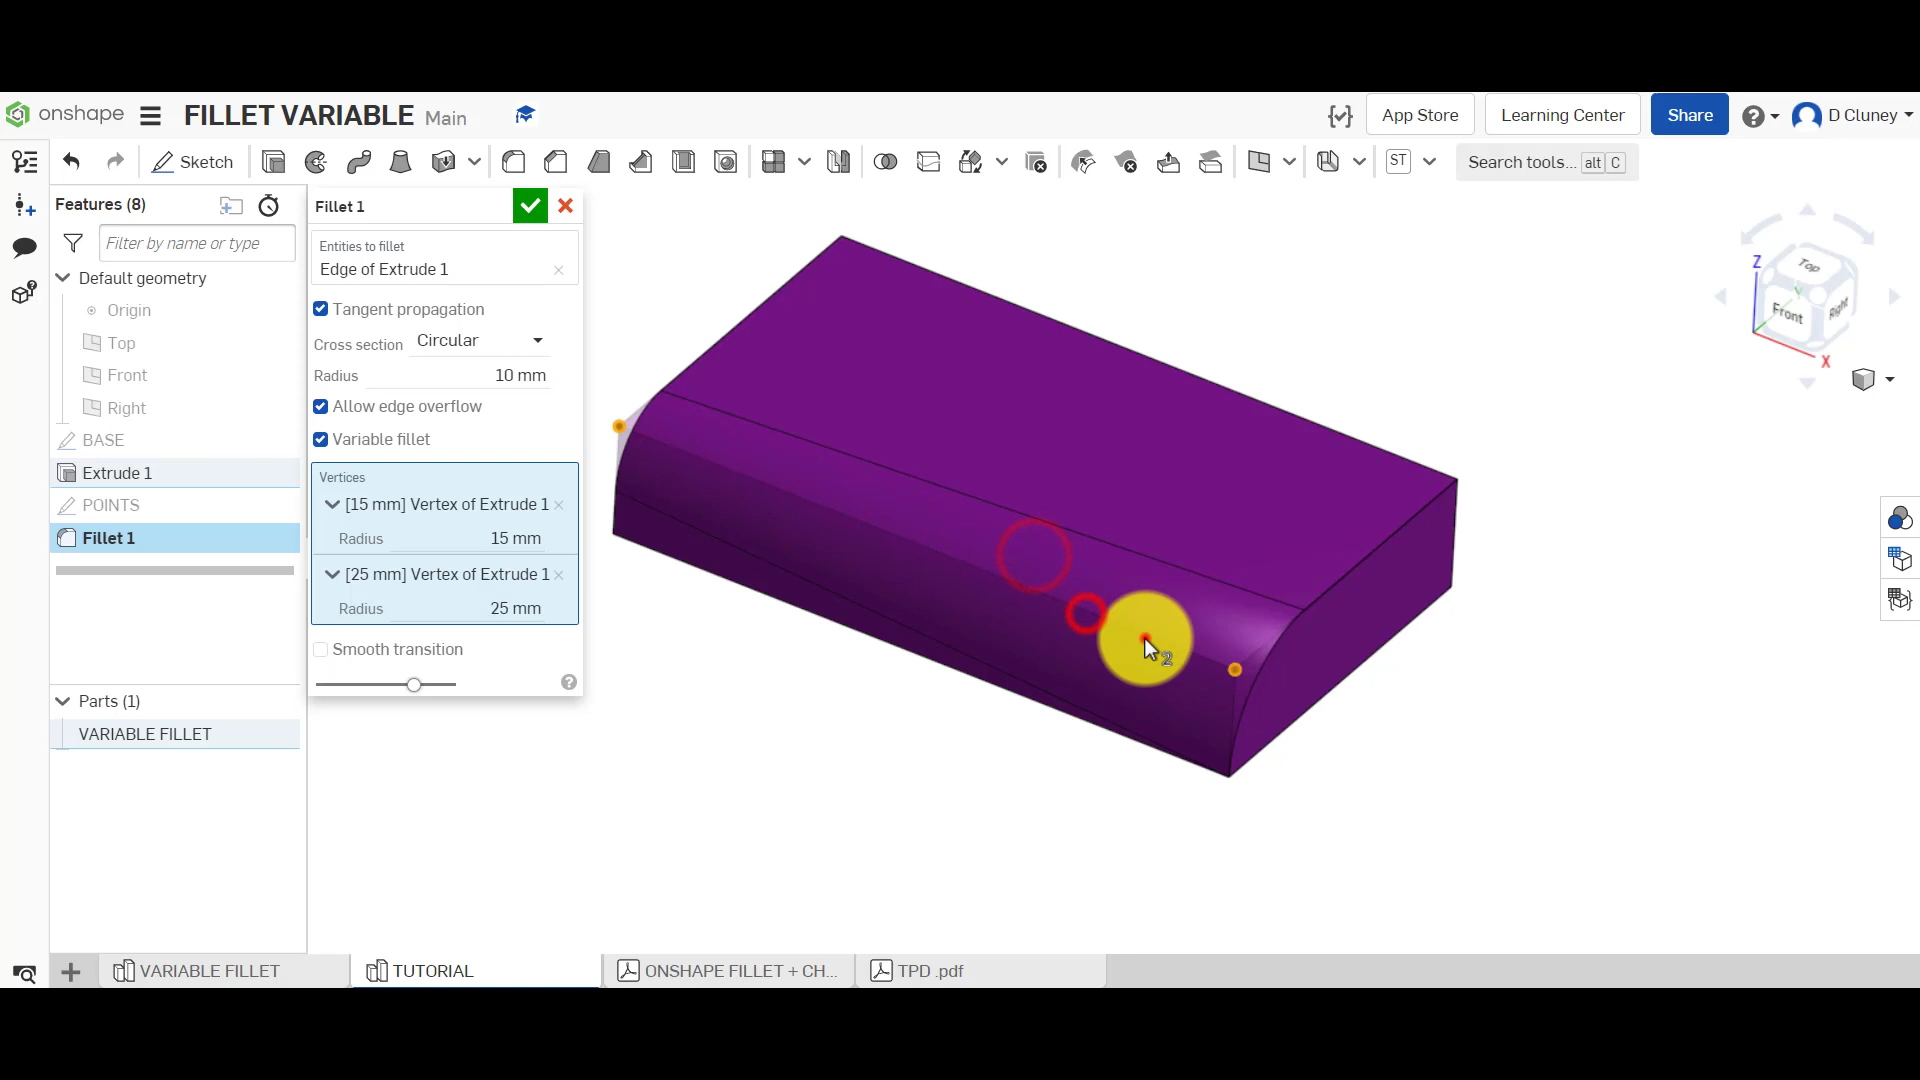 onshape FILLET VARIABLE Main App Store Learning Center Share D Cluney
Sketch ST Search tools... alt C
Features (8)
Filter by name or type
Default geometry
Origin
Top
Front
Right
BASE
Extrude 1
POINTS
Fillet 1
Parts (1)
VARIABLE FILLET
Fillet 1
Entities to fillet
Edge of Extrude 1
Tangent propagation
Cross section Circular
Radius 10 mm
Allow edge overflow
Variable fillet
Vertices
[15 mm] Vertex of Extrude 1
Radius 15 mm
[25 mm] Vertex of Extrude 1
Radius 25 mm
Smooth transition
2
Z
Top
Y
Front Right
X
VARIABLE FILLET TUTORIAL ONSHAPE FILLET + CH... TPD .pdf